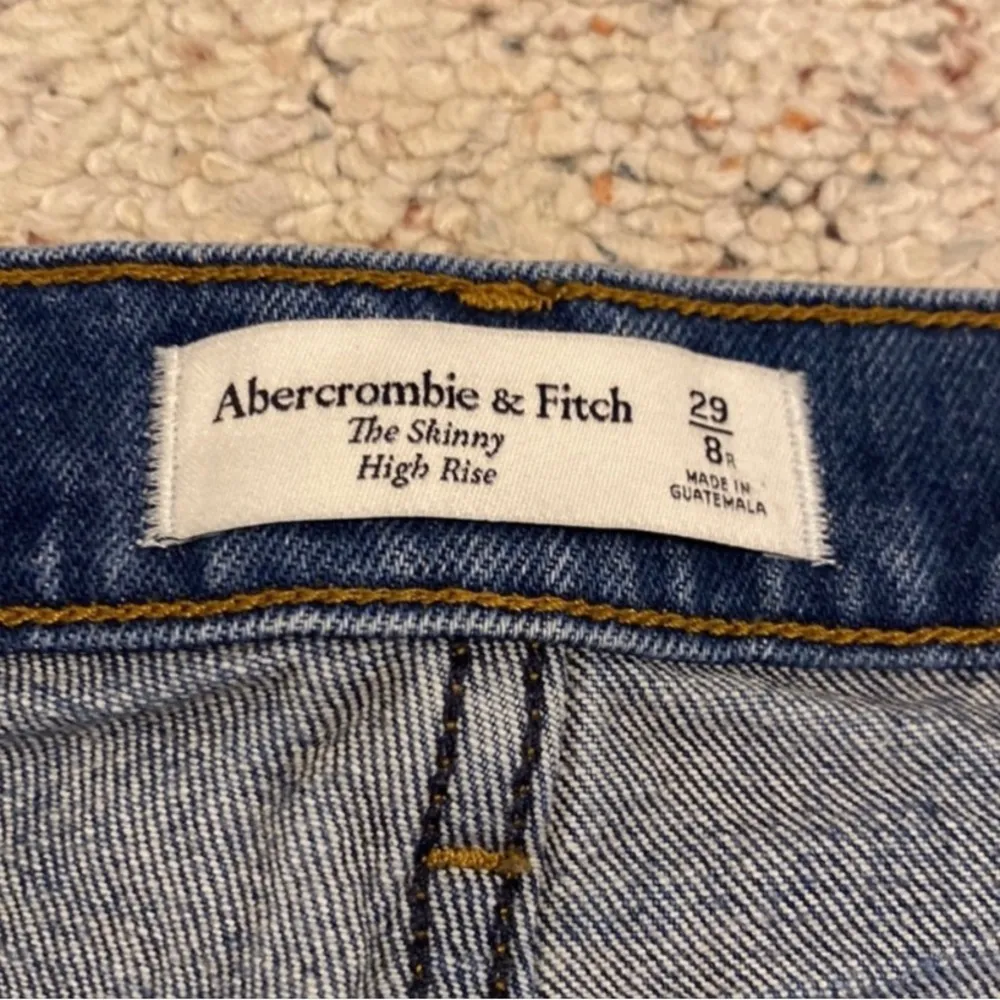 Abercrombie & Fitch
The Skinny
High Rise
29
8R
MADE IN
GUATEMALA